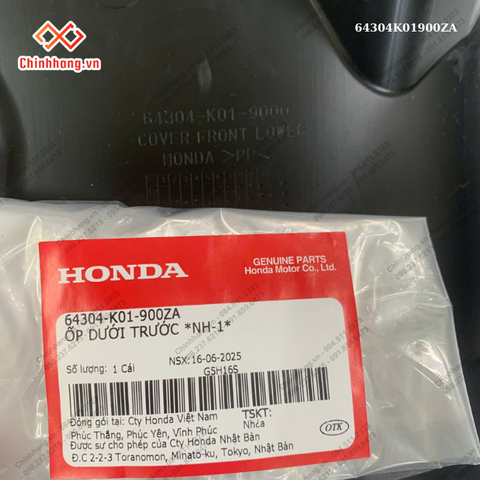 Chinhhang.vn
64304K01900ZA
64304-K01-9000
COVER FRONT LOWER
HONDA >PP<
HONDA
GENUINE PARTS
Honda Motor Co., Ltd.
64304-K01-900ZA
ỐP DƯỚI TRƯỚC *NH-1*
NSX:16-06-2025
Số lượng: 1 Cái
G5H16S
Đóng gói tại: Cty Honda Việt Nam
TSKT:
Phúc Thắng, Phúc Yên, Vĩnh Phúc
Nhựa
Được sự cho phép của Cty Honda Nhật Bản
Đ.C 2-2-3 Toranomon, Minato-ku, Tokyo, Nhật Bản
OTK